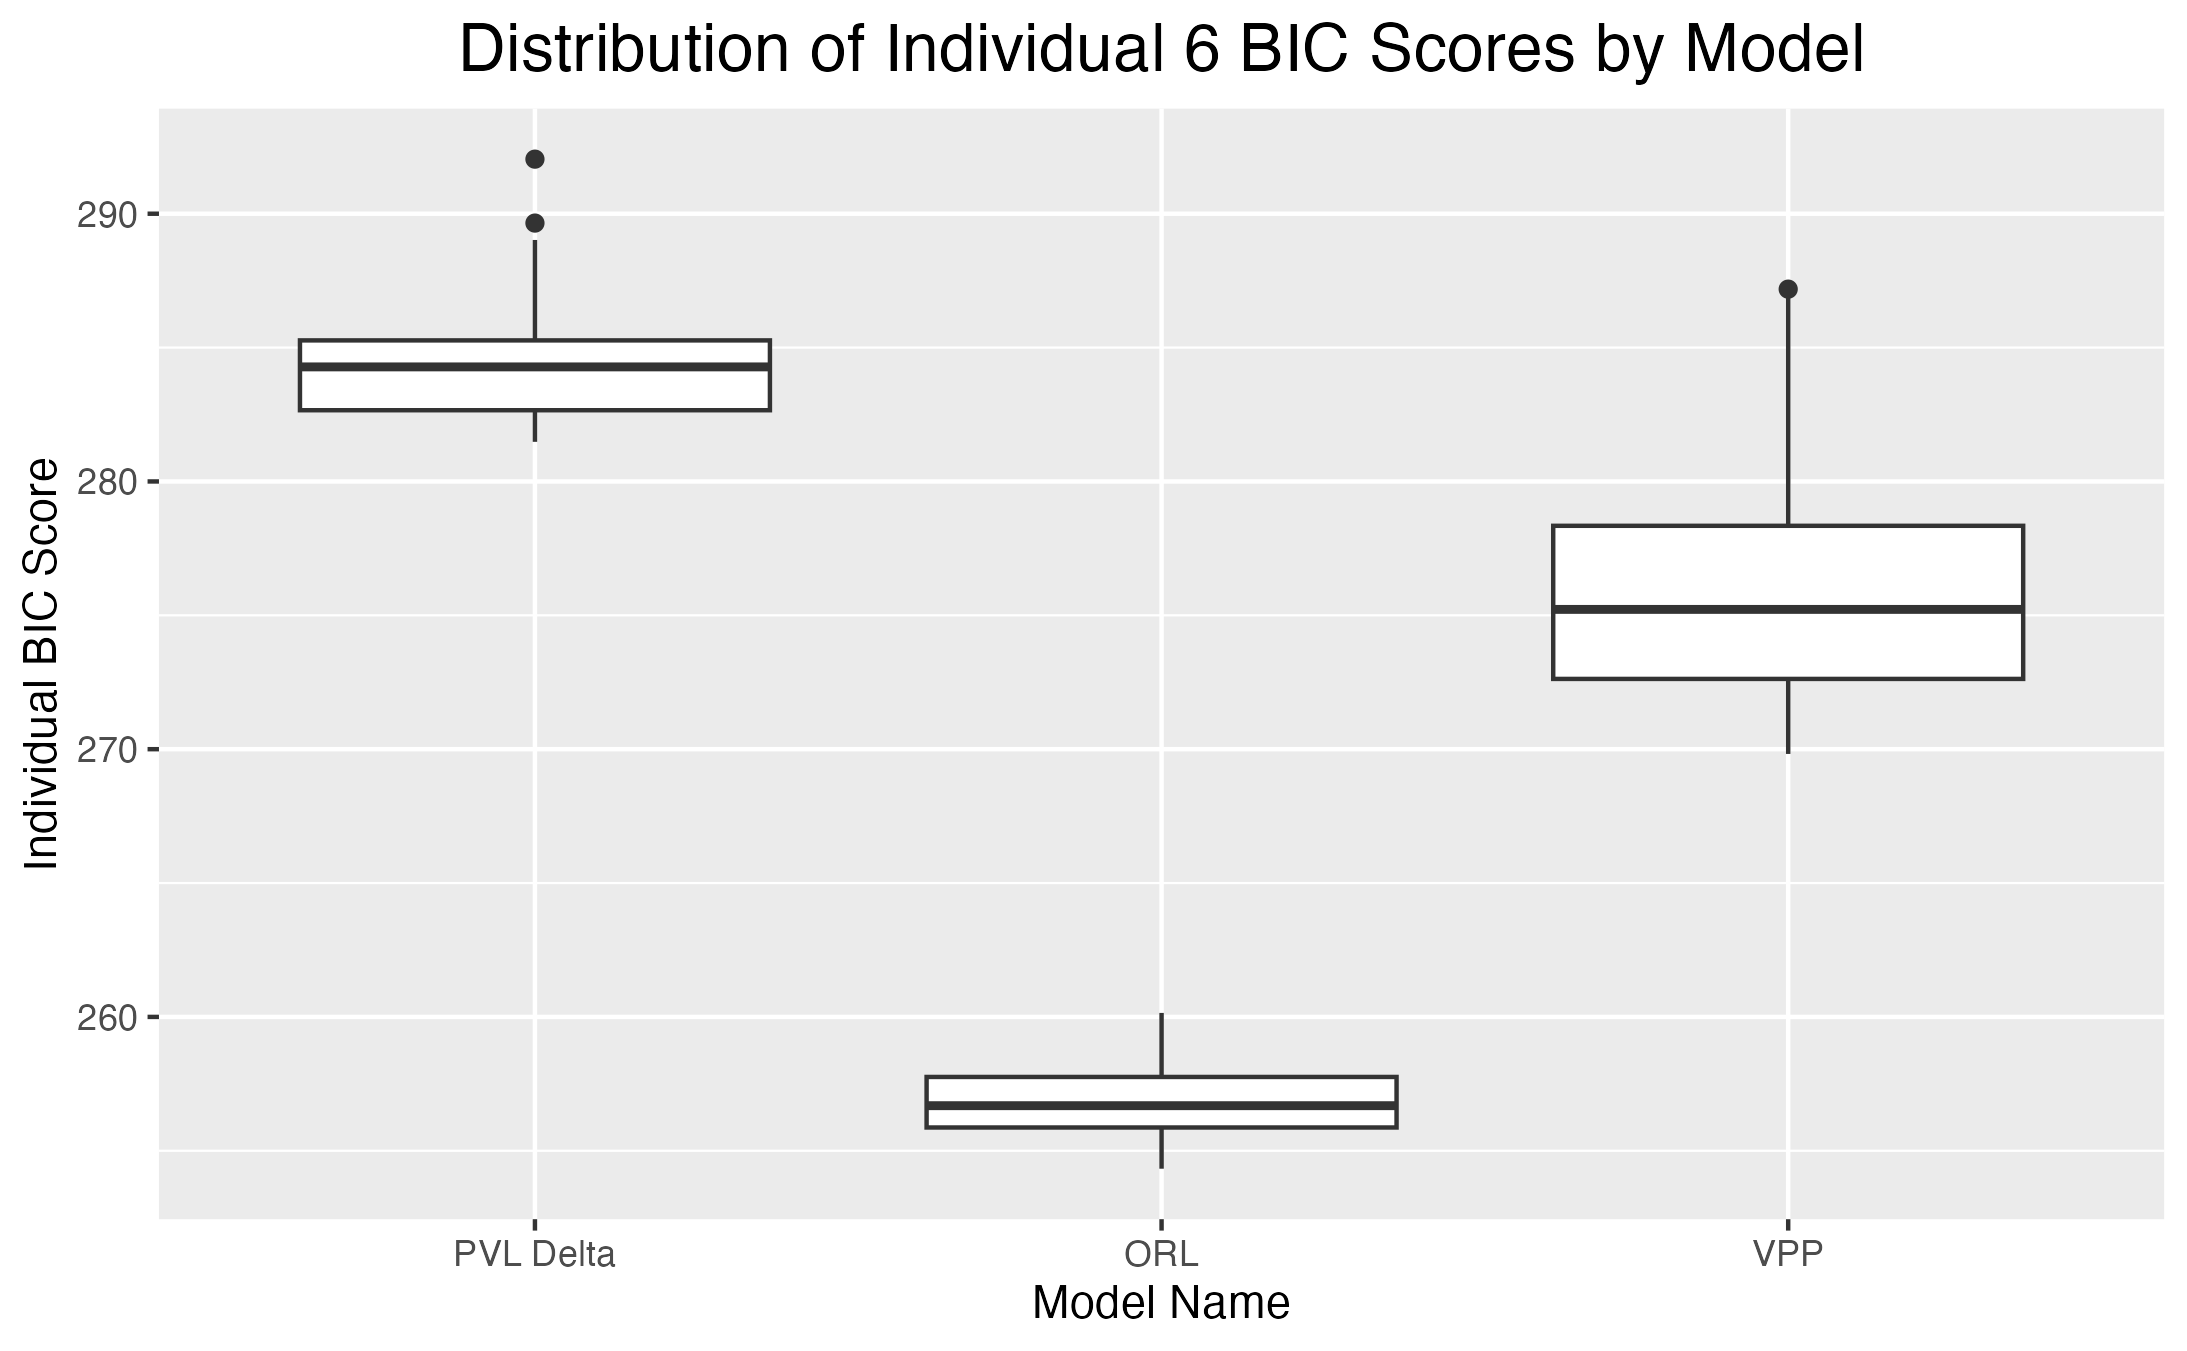 Distribution of Individual 6 BIC Scores by Model
Individual BIC Score
290
280
270
260
PVL Delta
ORL
VPP
Model Name